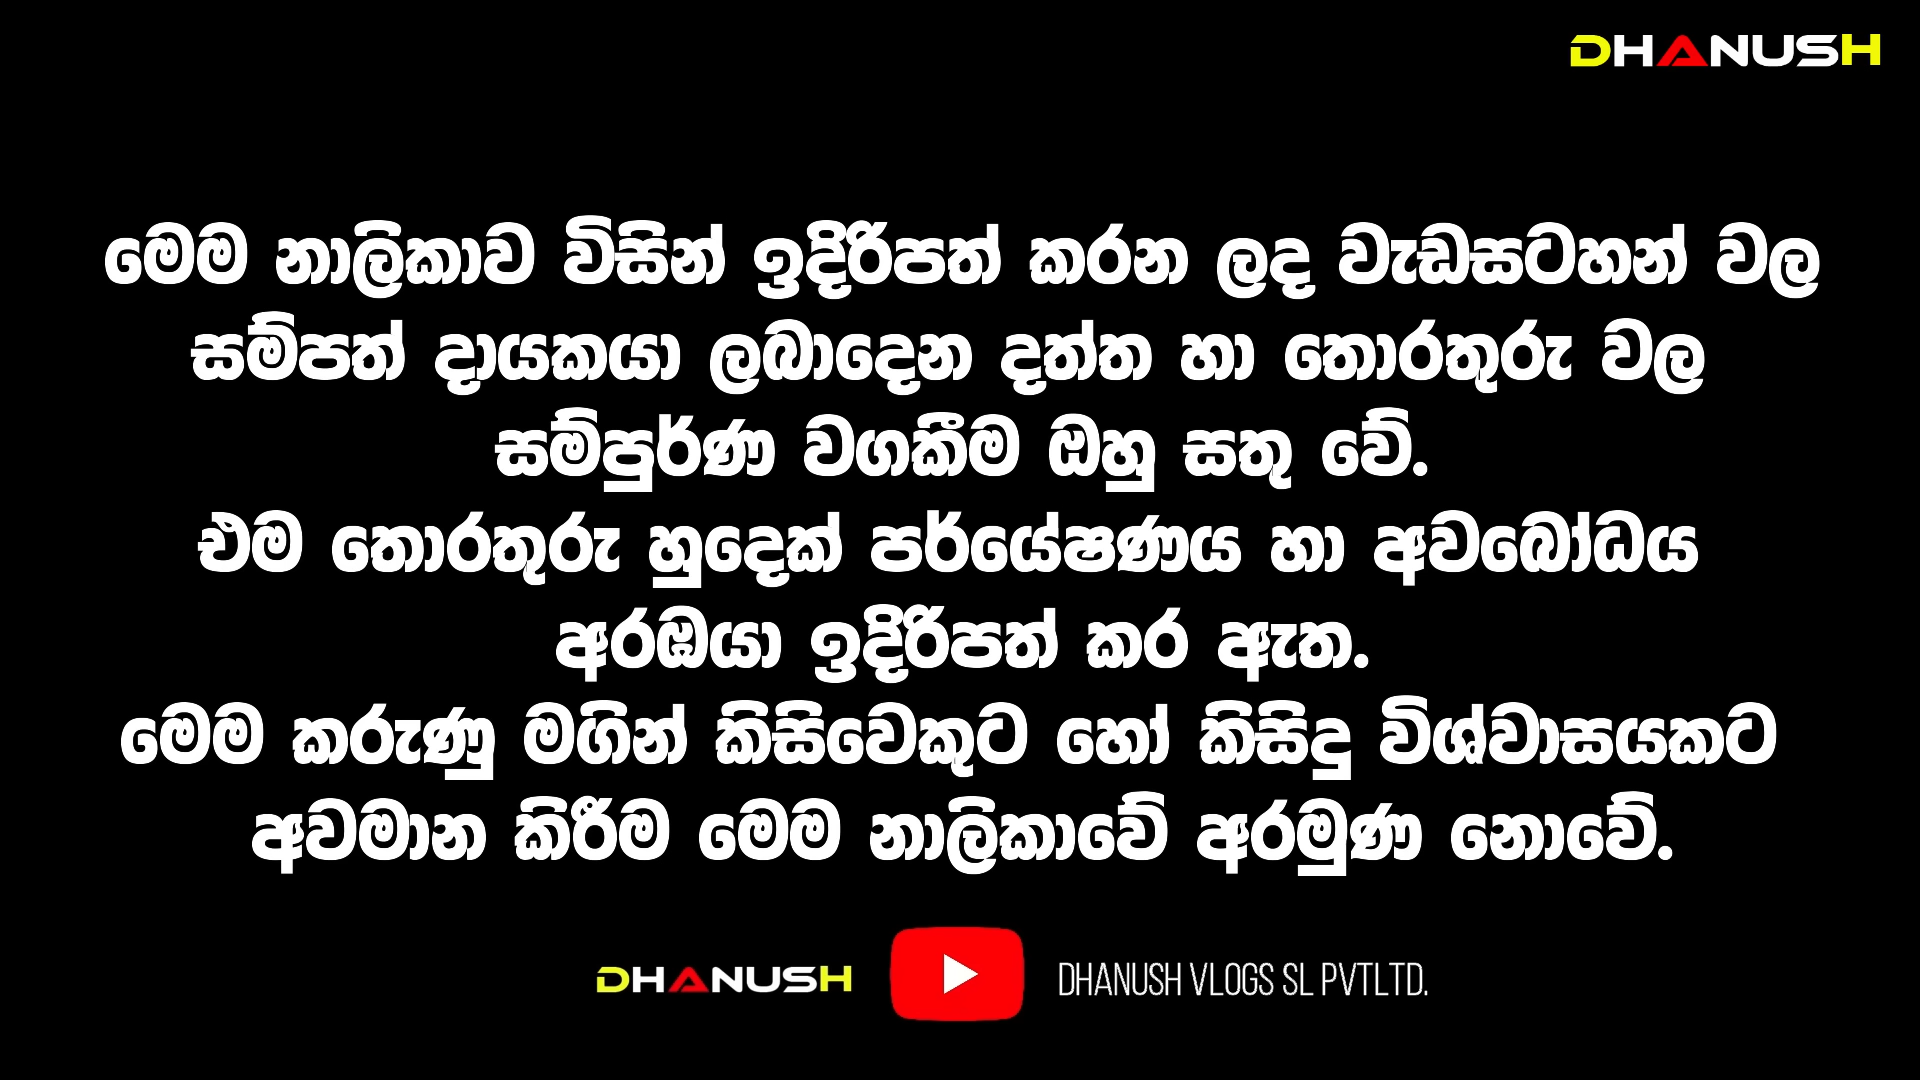 DHANUSH
මෙම නාලිකාව විසින් ඉදිරිපත් කරන ලද වැඩසටහන් වල
සම්පත් දායකයා ලබාදෙන දත්ත හා තොරතුරු වල
සම්පුර්ණ වගකීම ඔහු සතු වේ.
එම තොරතුරු හුදෙක් පර්යේෂණය හා අවබෝධය
අරඹයා ඉදිරිපත් කර ඇත.
මෙම කරුණු මගින් කිසිවෙකුට හෝ කිසිදු විශ්වාසයකට
අවමාන කිරීම මෙම නාලිකාවේ අරමුණ නොවේ.
DHANUSH DHANUSH VLOGS SL PVTLTD.